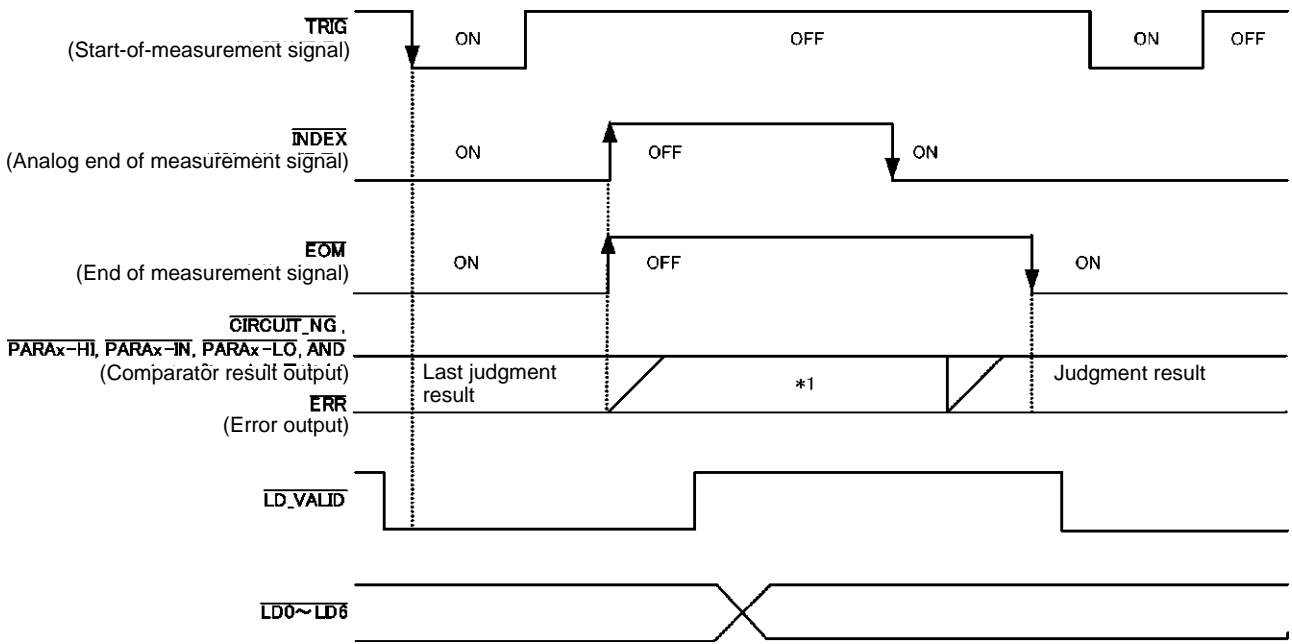 TRIG
(Start-of-measurement signal)
ON OFF ON OFF
INDEX
(Analog end of measurement signal)
ON OFF ON
EOM
(End of measurement signal)
ON OFF ON
CIRCUIT_NG ,
PARAx-HI, PARAx-IN, PARAx-LO, AND
(Comparator result output)
Last judgment
result
*1
Judgment result
ERR
(Error output)
LD_VALID
LD0～LD6